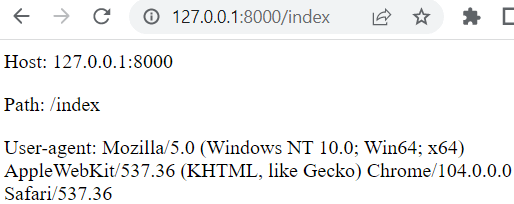 127.0.0.1:8000/index
Host: 127.0.0.1:8000
Path: /index
User-agent: Mozilla/5.0 (Windows NT 10.0; Win64; x64)
AppleWebKit/537.36 (KHTML, like Gecko) Chrome/104.0.0.0
Safari/537.36